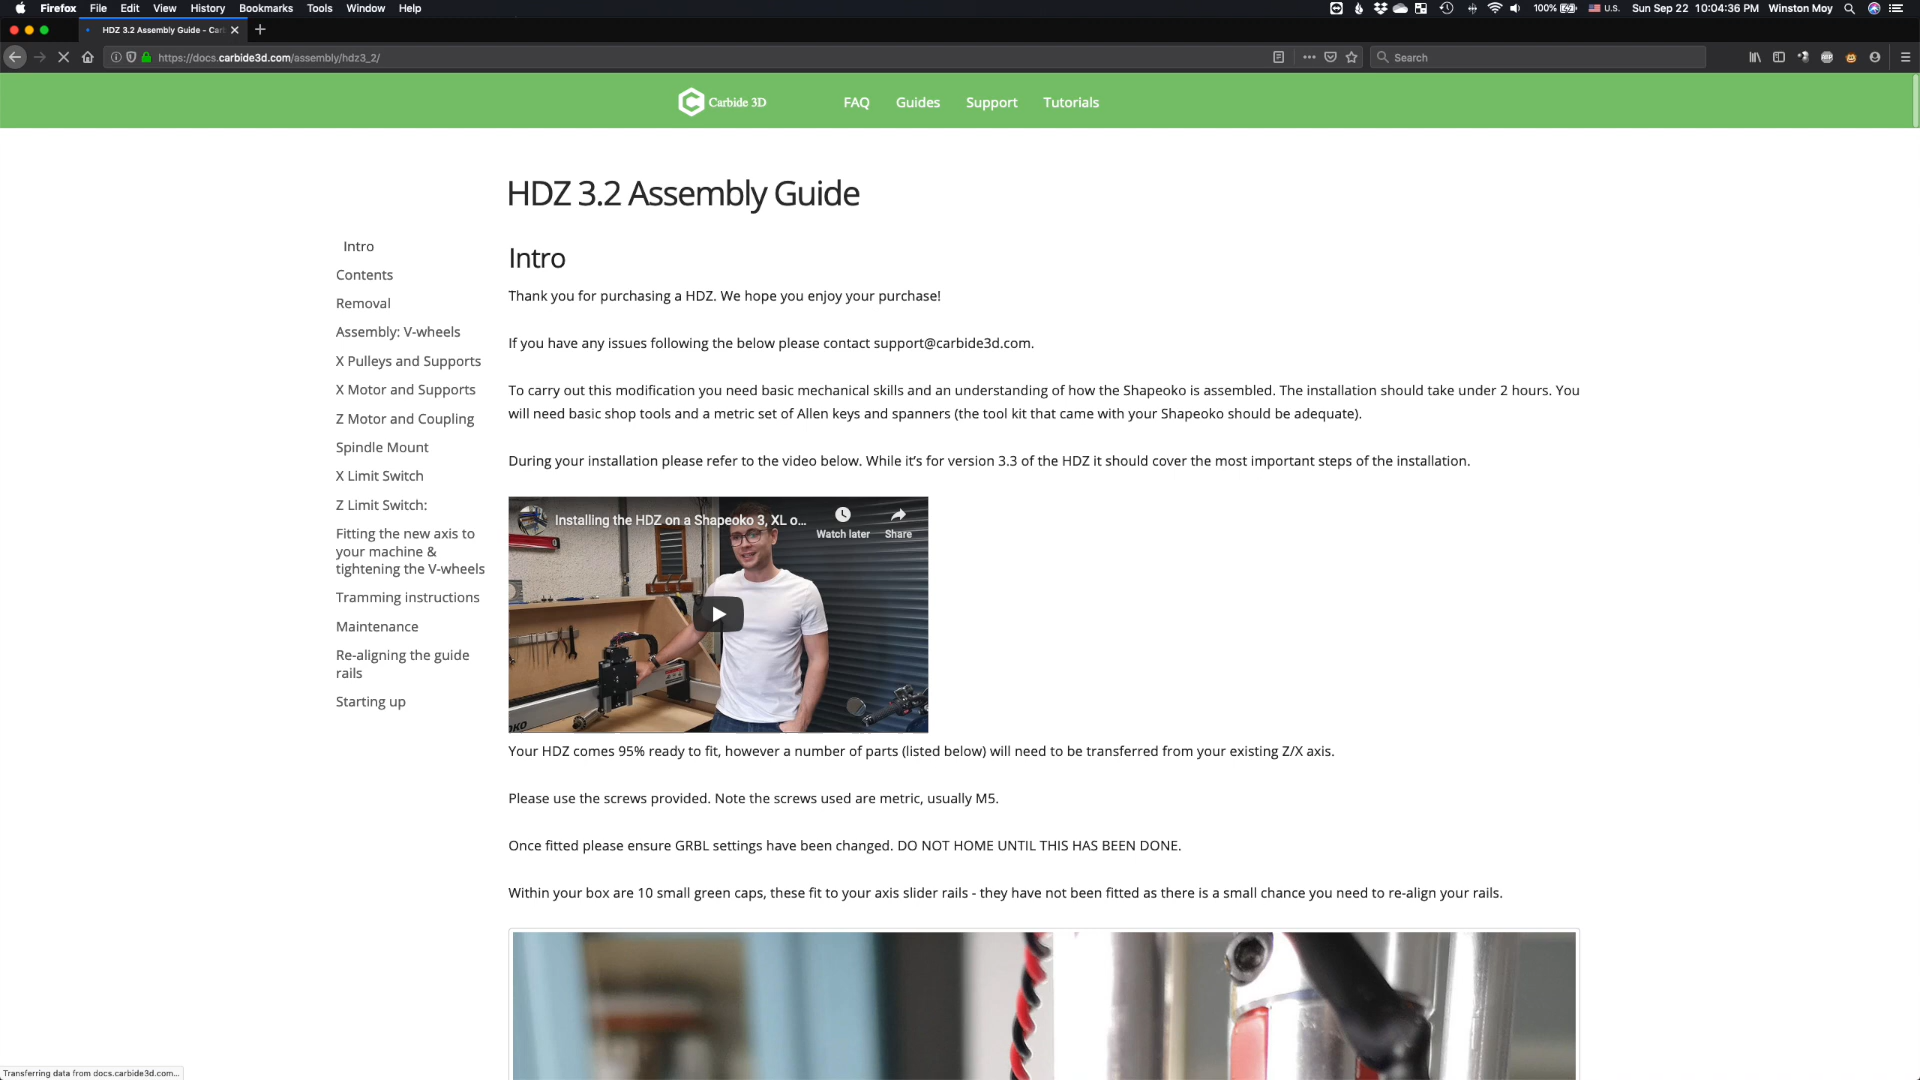 Firefox File Edit View History Bookmarks Tools Window Help 100% U.S. Sun Sep 22 10:04:36 PM Winston Moy
HDZ 3.2 Assembly Guide - Car
https://docs.carbide3d.com/assembly/hdz3_2/ Search
Carbide 3D FAQ Guides Support Tutorials
HDZ 3.2 Assembly Guide
Intro
Contents
Removal
Assembly: V-wheels
X Pulleys and Supports
X Motor and Supports
Z Motor and Coupling
Spindle Mount
X Limit Switch
Z Limit Switch:
Fitting the new axis to
your machine &
tightening the V-wheels
Tramming instructions
Maintenance
Re-aligning the guide
rails
Starting up
Intro
Thank you for purchasing a HDZ. We hope you enjoy your purchase!
If you have any issues following the below please contact support@carbide3d.com.
To carry out this modification you need basic mechanical skills and an understanding of how the Shapeoko is assembled. The installation should take under 2 hours. You
will need basic shop tools and a metric set of Allen keys and spanners (the tool kit that came with your Shapeoko should be adequate).
During your installation please refer to the video below. While it’s for version 3.3 of the HDZ it should cover the most important steps of the installation.
Installing the HDZ on a Shapeoko 3, XL o...
Watch later Share
OKO
Your HDZ comes 95% ready to fit, however a number of parts (listed below) will need to be transferred from your existing Z/X axis.
Please use the screws provided. Note the screws used are metric, usually M5.
Once fitted please ensure GRBL settings have been changed. DO NOT HOME UNTIL THIS HAS BEEN DONE.
Within your box are 10 small green caps, these fit to your axis slider rails - they have not been fitted as there is a small chance you need to re-align your rails.
Transferring data from docs.carbide3d.com...